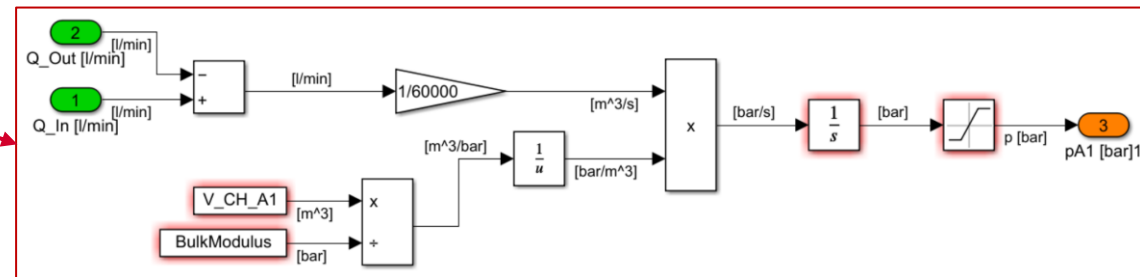 2
[l/min]
Q_Out [l/min]
−
+
[l/min]
1/60000
[m^3/s]
1
[l/min]
Q_In [l/min]
x
[bar/s]
1
s
[bar]
p [bar]
3
pA1 [bar]1
[m^3/bar]
1
u
[bar/m^3]
V_CH_A1
[m^3]
x
÷
BulkModulus
[bar]